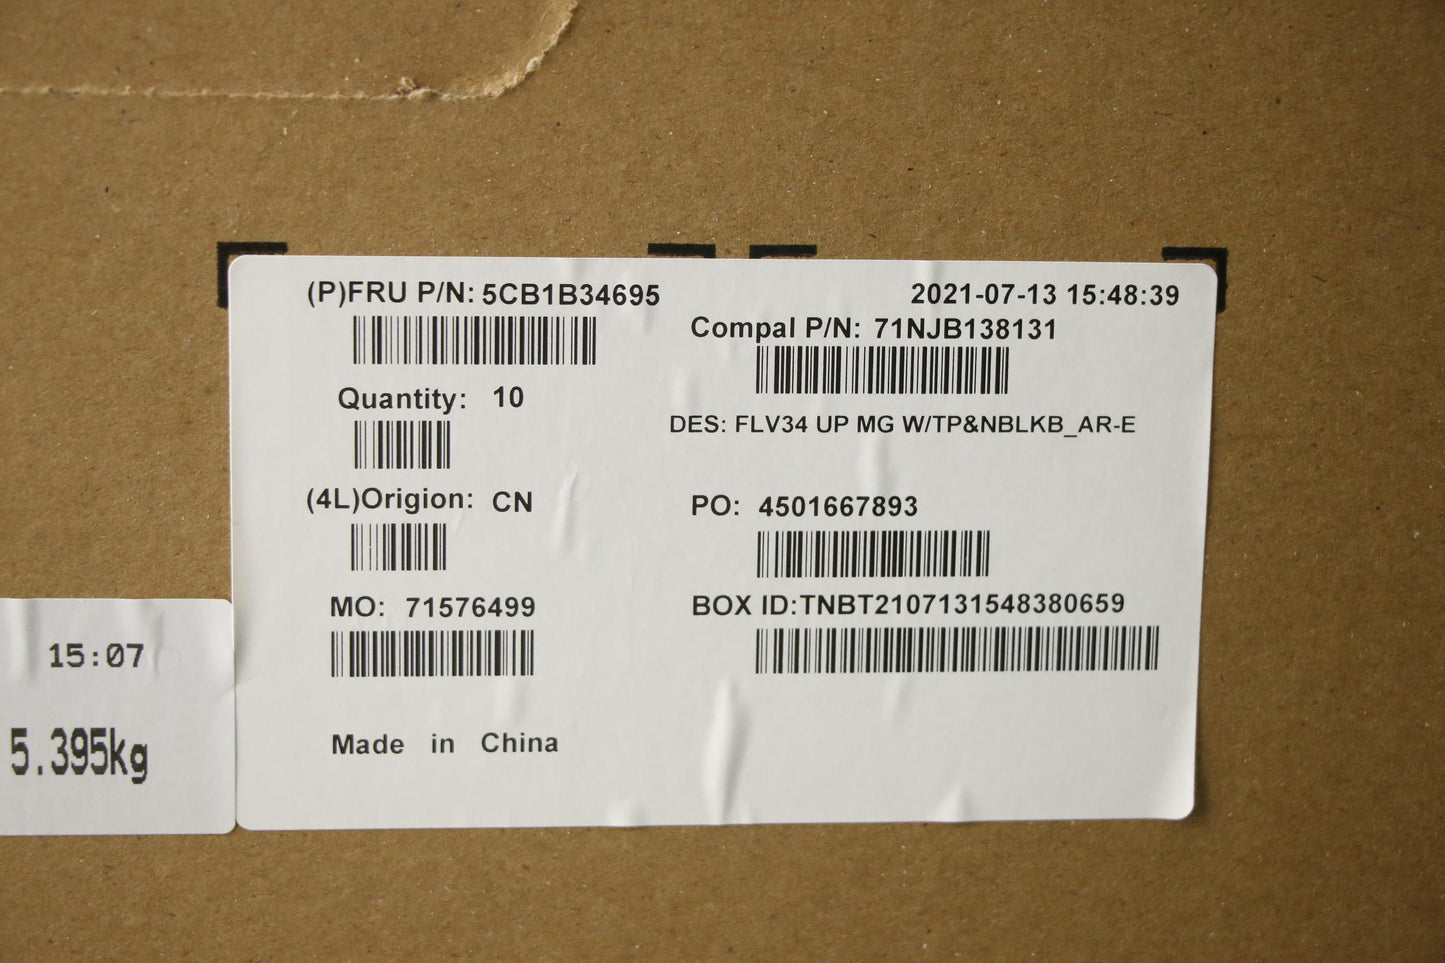 (P)FRU P/N: 5CB1B34695
2021-07-13 15:48:39
Compal P/N: 71NJB138131
Quantity: 10
DES: FLV34 UP MG W/TP&NBLKB_AR-E
(4L)Origion: CN
PO: 4501667893
MO: 71576499
BOX ID:TNBT2107131548380659
Made in China
15:07
5.395kg